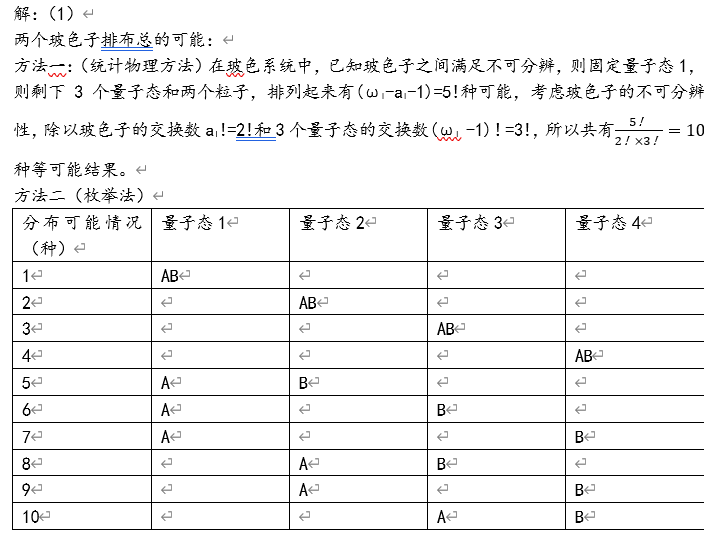 解：（1）
两个玻色子排布总的可能：
方法一：（统计物理方法）在玻色系统中，已知玻色子之间满足不可分辨，则固定量子态1，
则剩下 3 个量子态和两个粒子，排列起来有(ωₗ-aₗ-1)=5!种可能，考虑玻色子的不可分辨
性，除以玻色子的交换数 aₗ!=2!和 3 个量子态的交换数(ωₗ -1)！=3!，所以共有 5！/2！×3！ = 10
种等可能结果。
方法二（枚举法）
分布可能情况（种） 量子态 1 量子态 2 量子态 3 量子态 4
1 AB
2 AB
3 AB
4 AB
5 A B
6 A B
7 A B
8 A B
9 A B
10 A B